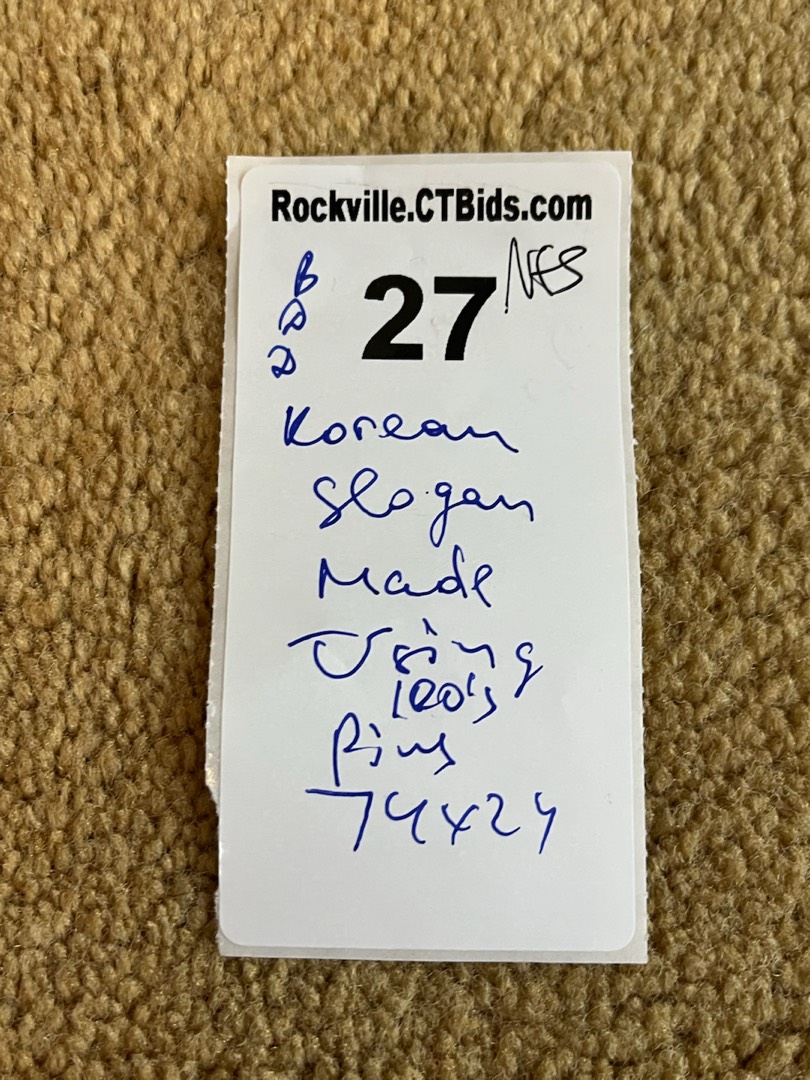 Rockville.CTBids.com
27
NFS
Korean
Slogan
Made
Using
100's
Pins
74x24